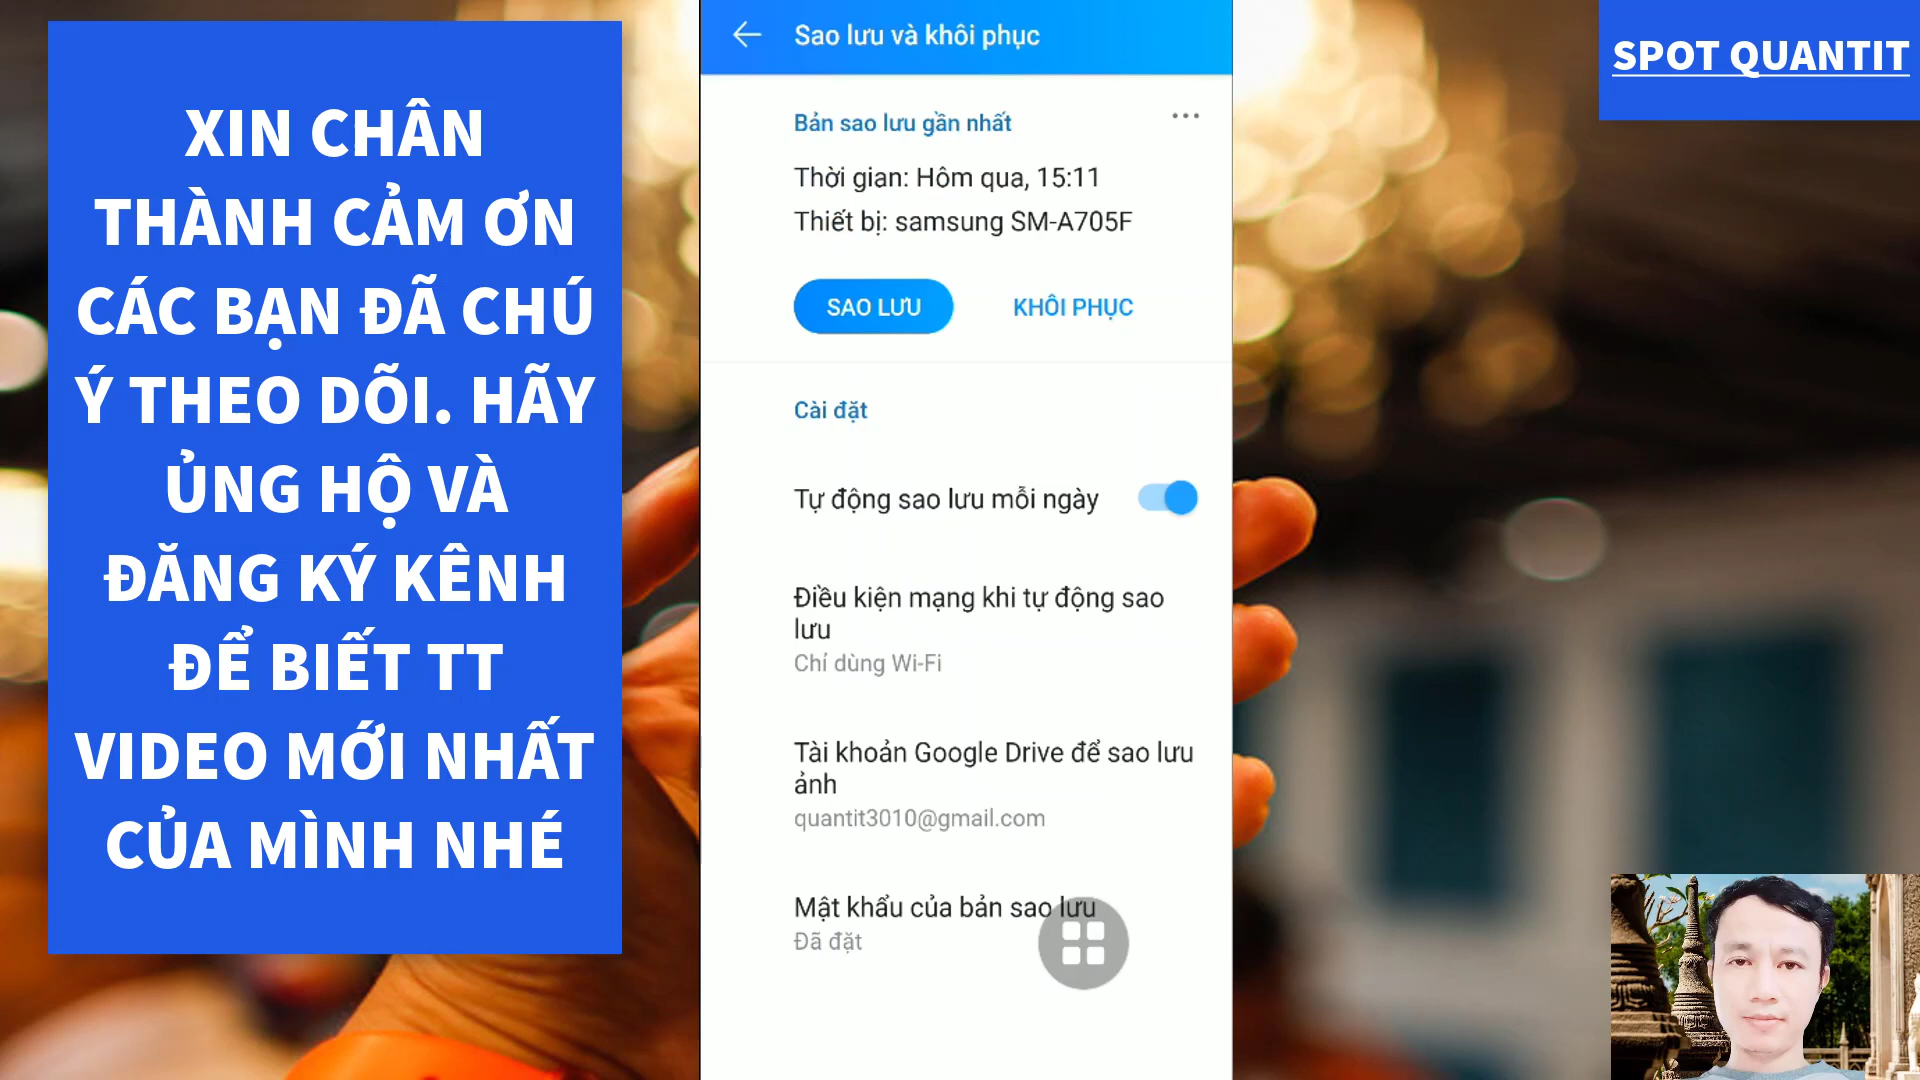 XIN CHÂN
THÀNH CẢM ƠN
CÁC BẠN ĐÃ CHÚ
Ý THEO DÕI. HÃY
ỦNG HỘ VÀ
ĐĂNG KÝ KÊNH
ĐỂ BIẾT TT
VIDEO MỚI NHẤT
CỦA MÌNH NHÉ
Sao lưu và khôi phục
Bản sao lưu gần nhất
Thời gian: Hôm qua, 15:11
Thiết bị: samsung SM-A705F
SAO LƯU
KHÔI PHỤC
Cài đặt
Tự động sao lưu mỗi ngày
Điều kiện mạng khi tự động sao
lưu
Chỉ dùng Wi-Fi
Tài khoản Google Drive để sao lưu
ảnh
quantit3010@gmail.com
Mật khẩu của bản sao lưu
Đã đặt
SPOT QUANTIT